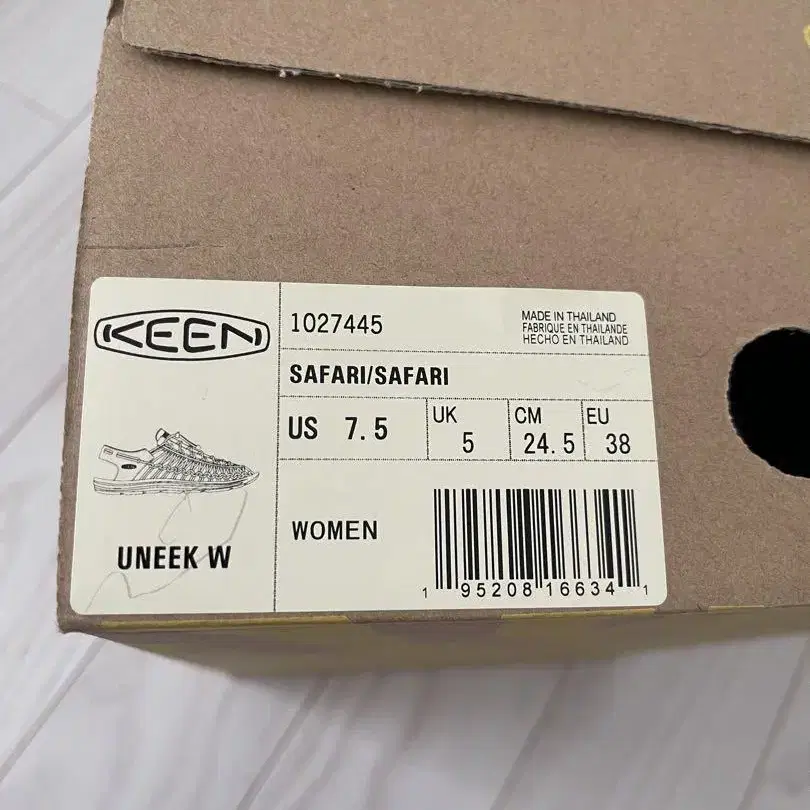 KEEN
1027445
MADE IN THAILAND
FABRIQUE EN THAILANDE
HECHO EN THAILAND
SAFARI/SAFARI
US 7.5
UK 5
CM 24.5
EU 38
UNEEK W
WOMEN
1 95208 16634 1